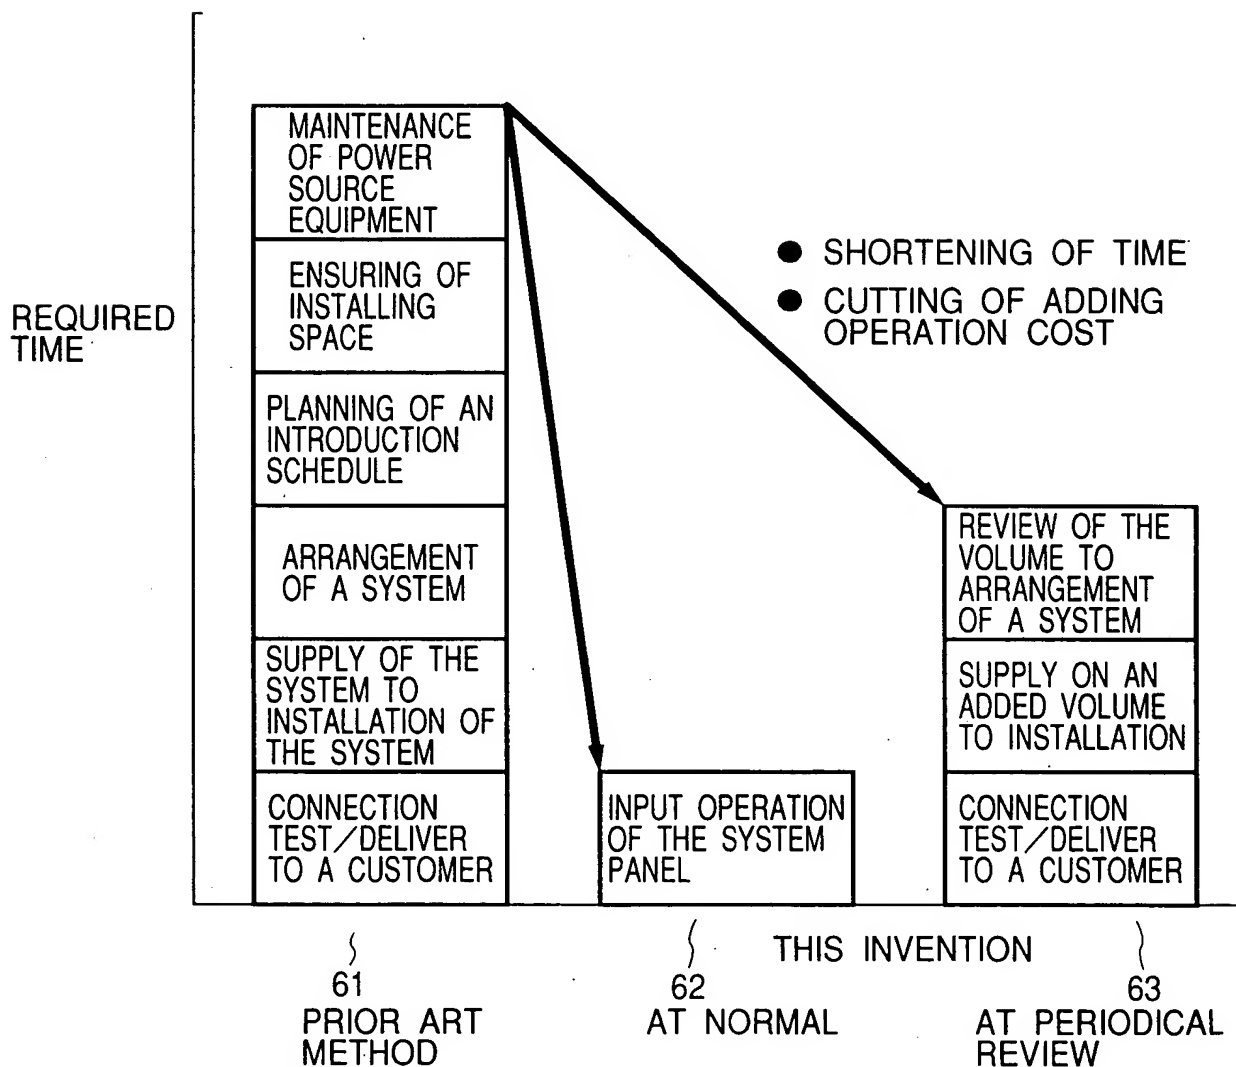 REQUIRED
TIME
MAINTENANCE
OF POWER
SOURCE
EQUIPMENT
ENSURING OF
INSTALLING
SPACE
PLANNING OF AN
INTRODUCTION
SCHEDULE
ARRANGEMENT
OF A SYSTEM
SUPPLY OF THE
SYSTEM TO
INSTALLATION OF
THE SYSTEM
CONNECTION
TEST/DELIVER
TO A CUSTOMER
● SHORTENING OF TIME
● CUTTING OF ADDING
OPERATION COST
INPUT OPERATION
OF THE SYSTEM
PANEL
REVIEW OF THE
VOLUME TO
ARRANGEMENT
OF A SYSTEM
SUPPLY ON AN
ADDED VOLUME
TO INSTALLATION
CONNECTION
TEST/DELIVER
TO A CUSTOMER
THIS INVENTION
61
PRIOR ART
METHOD
62
AT NORMAL
63
AT PERIODICAL
REVIEW